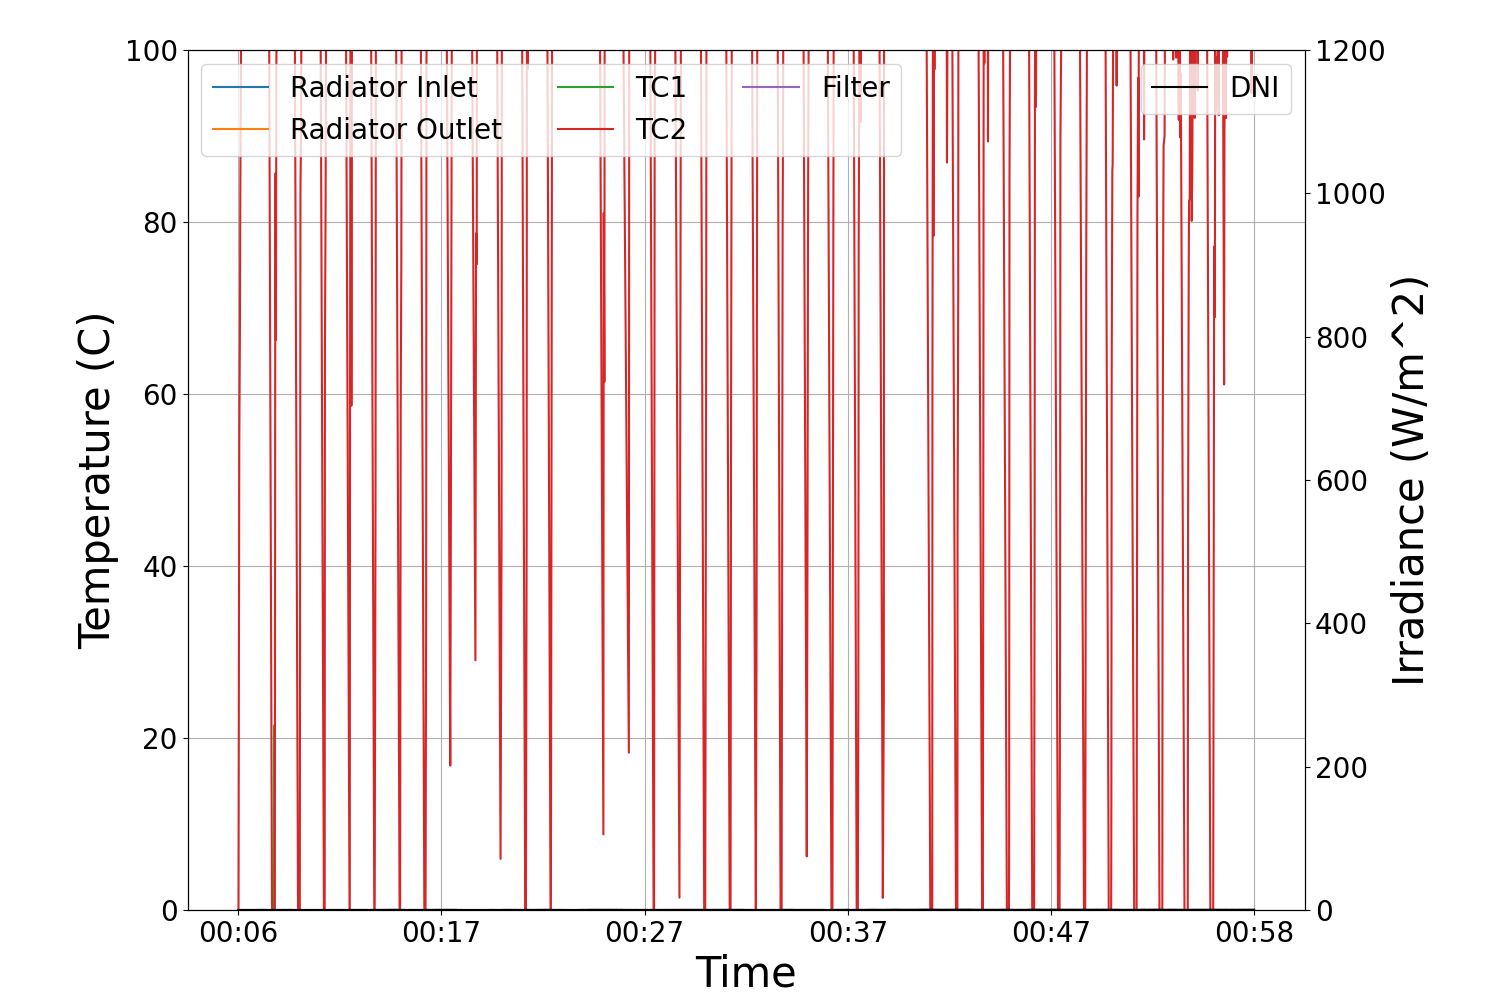 100
80
60
40
20
0
Temperature (C)
Radiator Inlet
Radiator Outlet
TC1
TC2
Filter
DNI
1200
1000
800
600
400
200
0
Irradiance (W/m^2)
00:06 00:17 00:27 00:37 00:47 00:58
Time